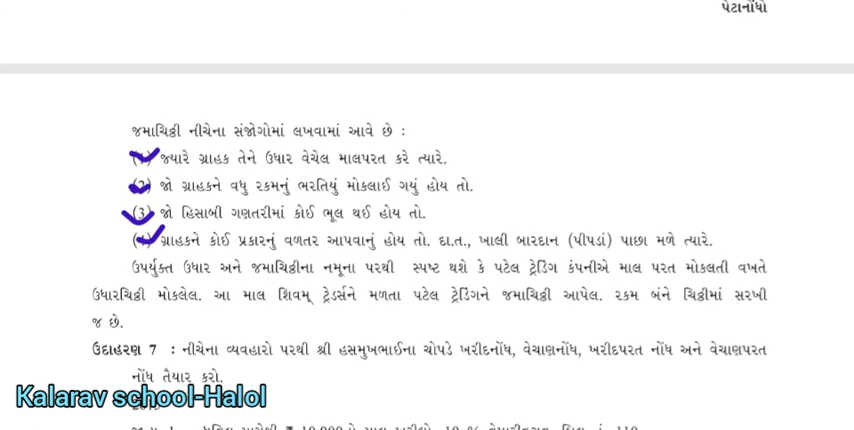 પેટાનોંધો
જમાચિઠ્ઠી નીચેના સંજોગોમાં લખવામાં આવે છે :
(1) જ્યારે ગ્રાહક તેને ઉધાર વેચેલ માલપરત કરે ત્યારે.
(2) જો ગ્રાહકને વધુ રકમનું ભરતિયું મોકલાઈ ગયું હોય તો.
(3) જો હિસાબી ગણતરીમાં કોઈ ભૂલ થઈ હોય તો.
(4) ગ્રાહકને કોઈ પ્રકારનું વળતર આપવાનું હોય તો. દા.ત., ખાલી બારદાન (પીપડાં) પાછા મળે ત્યારે.
ઉપર્યુક્ત ઉધાર અને જમાચિઠ્ઠીના નમૂના પરથી સ્પષ્ટ થશે કે પટેલ ટ્રેડિંગ કંપનીએ માલ પરત મોકલતી વખતે
ઉધારચિઠ્ઠી મોકલેલ. આ માલ શિવમ્ ટ્રેડર્સને મળતા પટેલ ટ્રેડિંગને જમાચિઠ્ઠી આપેલ. રકમ બંને ચિઠ્ઠીમાં સરખી
જ છે.
ઉદાહરણ 7 : નીચેના વ્યવહારો પરથી શ્રી હસમુખભાઈના ચોપડે ખરીદનોંધ, વેચાણનોંધ, ખરીદપરત નોંધ અને વેચાણપરત
નોંધ તૈયાર કરો.
Kalarav school-Halol